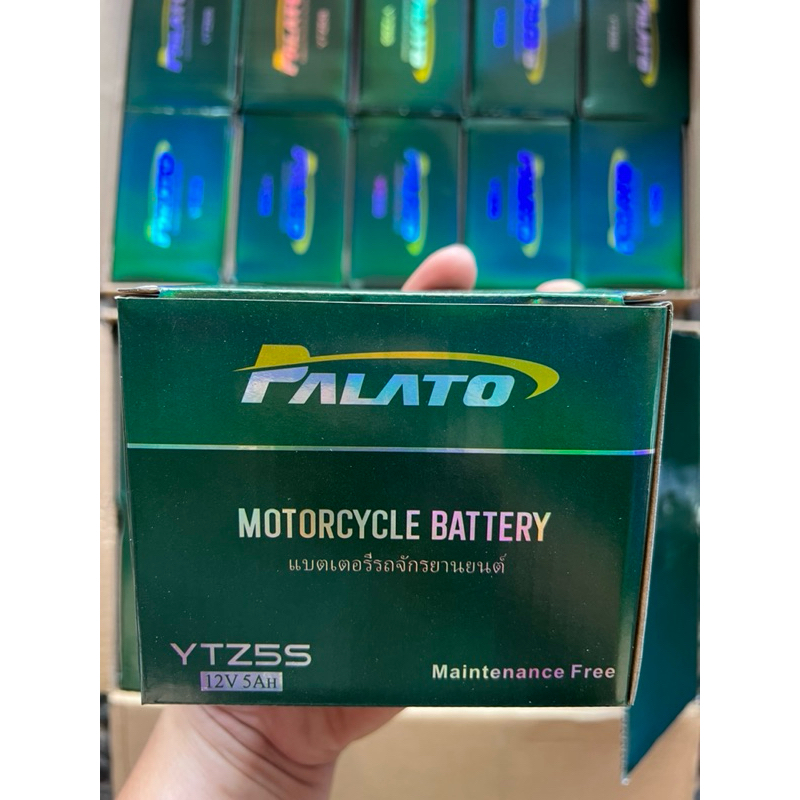 PALATO
MOTORCYCLE BATTERY
แบตเตอรี่รถจักรยานยนต์
YTZ5S
12V 5AH
Maintenance Free